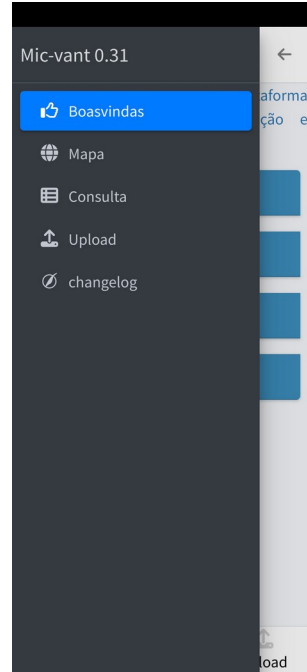 Mic-vant 0.31
Boasvindas
Mapa
Consulta
Upload
changelog
aforma
ção e
load